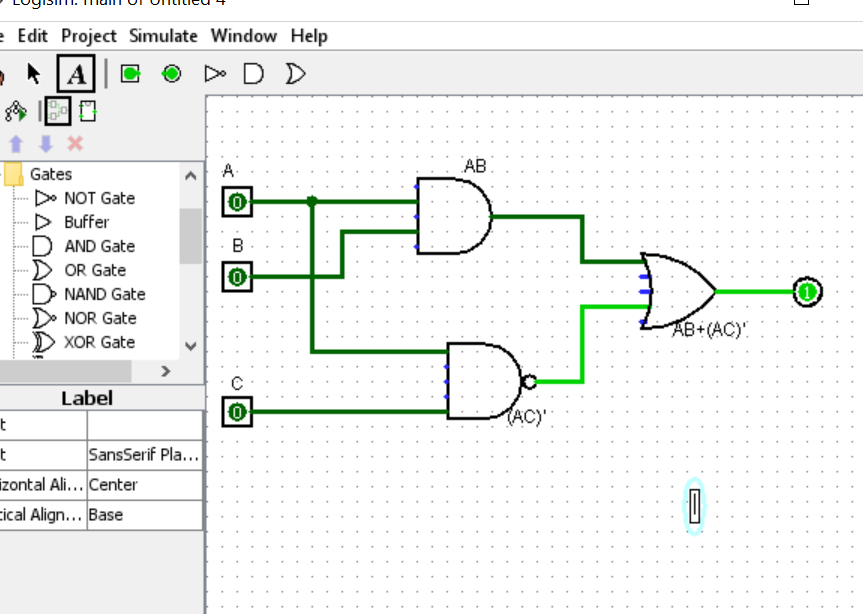 Logisim: main of Untitled 4
Edit Project Simulate Window Help
A
Gates
NOT Gate
Buffer
AND Gate
OR Gate
NAND Gate
NOR Gate
XOR Gate
Label
t
t SansSerif Pla...
izontal Ali... Center
tical Align... Base
A
0
B
0
C
0
AB
(AC)'
AB+(AC)'
1